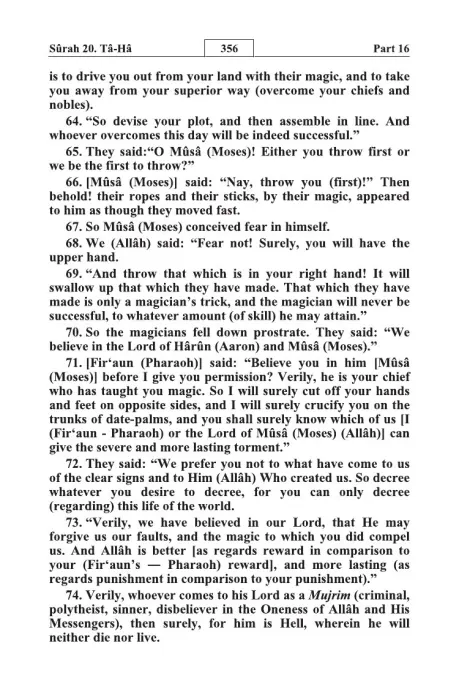 Sûrah 20. Tâ-Hâ 356 Part 16
is to drive you out from your land with their magic, and to take
you away from your superior way (overcome your chiefs and
nobles).
64. “So devise your plot, and then assemble in line. And
whoever overcomes this day will be indeed successful.”
65. They said:“O Mûsâ (Moses)! Either you throw first or
we be the first to throw?”
66. [Mûsâ (Moses)] said: “Nay, throw you (first)!” Then
behold! their ropes and their sticks, by their magic, appeared
to him as though they moved fast.
67. So Mûsâ (Moses) conceived fear in himself.
68. We (Allâh) said: “Fear not! Surely, you will have the
upper hand.
69. “And throw that which is in your right hand! It will
swallow up that which they have made. That which they have
made is only a magician’s trick, and the magician will never be
successful, to whatever amount (of skill) he may attain.”
70. So the magicians fell down prostrate. They said: “We
believe in the Lord of Hârûn (Aaron) and Mûsâ (Moses).”
71. [Fir‘aun (Pharaoh)] said: “Believe you in him [Mûsâ
(Moses)] before I give you permission? Verily, he is your chief
who has taught you magic. So I will surely cut off your hands
and feet on opposite sides, and I will surely crucify you on the
trunks of date-palms, and you shall surely know which of us [I
(Fir‘aun - Pharaoh) or the Lord of Mûsâ (Moses) (Allâh)] can
give the severe and more lasting torment.”
72. They said: “We prefer you not to what have come to us
of the clear signs and to Him (Allâh) Who created us. So decree
whatever you desire to decree, for you can only decree
(regarding) this life of the world.
73. “Verily, we have believed in our Lord, that He may
forgive us our faults, and the magic to which you did compel
us. And Allâh is better [as regards reward in comparison to
your (Fir‘aun’s — Pharaoh) reward], and more lasting (as
regards punishment in comparison to your punishment).”
74. Verily, whoever comes to his Lord as a Mujrim (criminal,
polytheist, sinner, disbeliever in the Oneness of Allâh and His
Messengers), then surely, for him is Hell, wherein he will
neither die nor live.